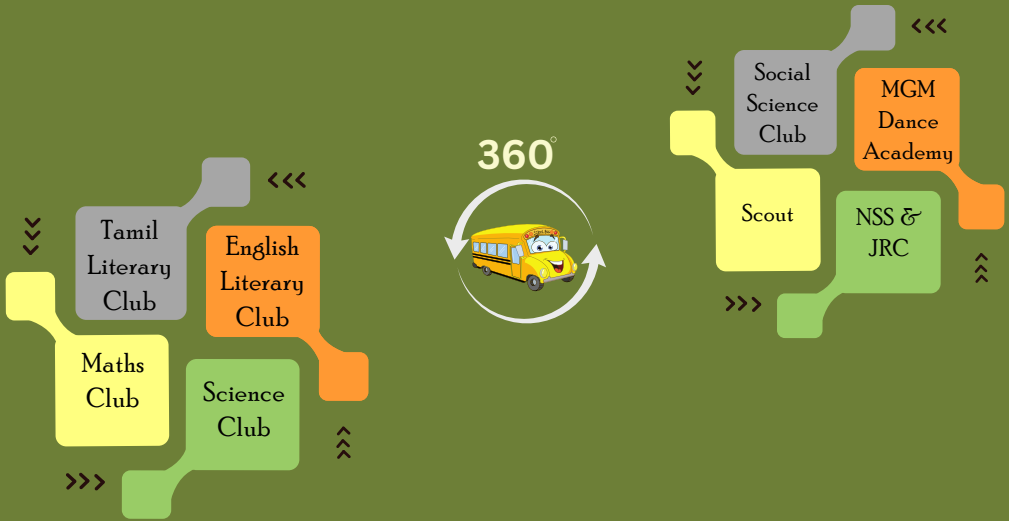 Tamil
Literary
Club
English
Literary
Club
Maths
Club
Science
Club
360°
Social
Science
Club
MGM
Dance
Academy
Scout
NSS &
JRC